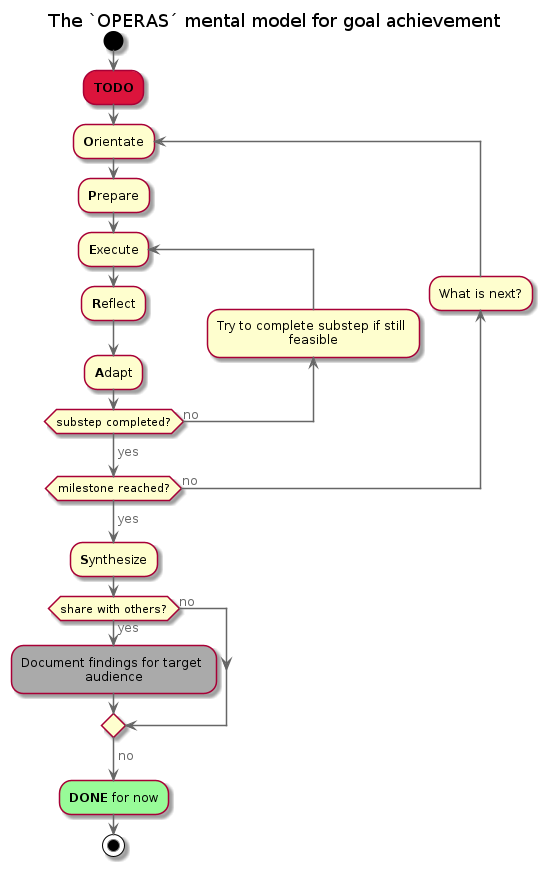 The `OPERAS´ mental model for goal achievement
TODO
Orientate
Prepare
Execute
What is next?
Reflect
Try to complete substep if still
feasible
Adapt
substep completed?
no
yes
milestone reached?
no
yes
Synthesize
share with others?
no
yes
Document findings for target
audience
no
DONE for now